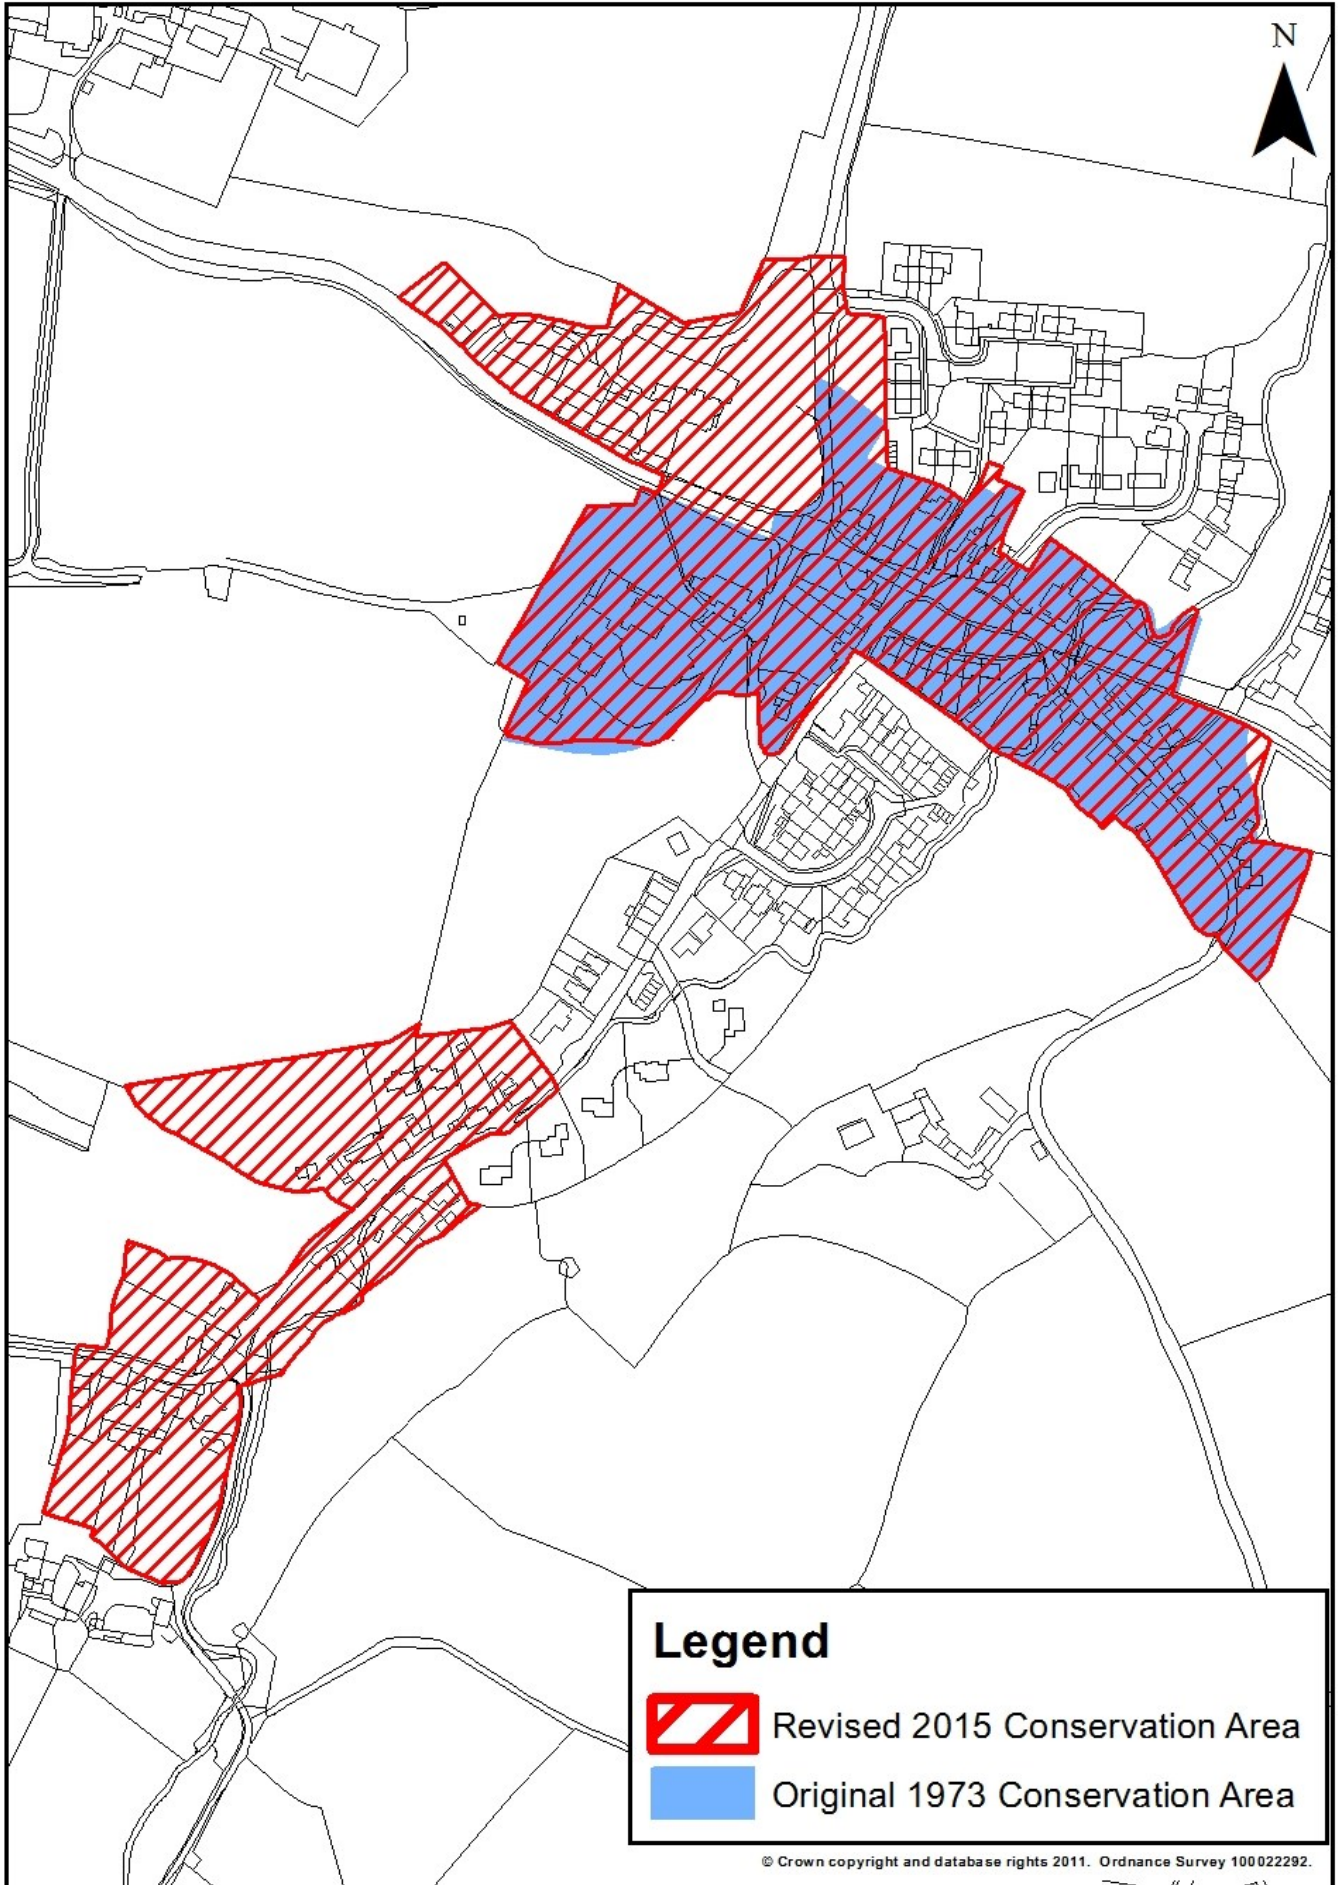 N
Legend
Revised 2015 Conservation Area
Original 1973 Conservation Area
© Crown copyright and database rights 2011. Ordnance Survey 100022292.